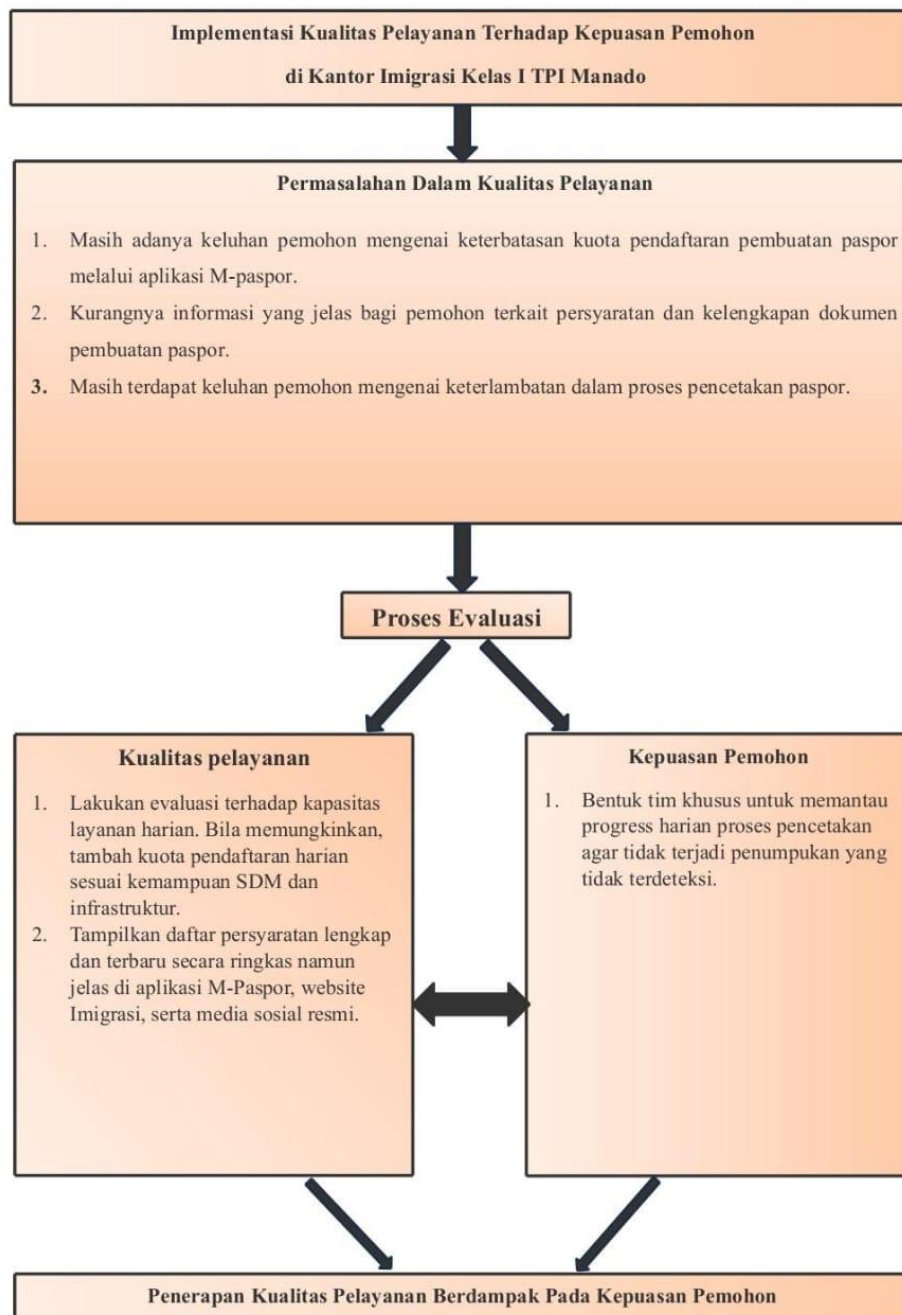 Implementasi Kualitas Pelayanan Terhadap Kepuasan Pemohon
di Kantor Imigrasi Kelas I TPI Manado
Permasalahan Dalam Kualitas Pelayanan
1. Masih adanya keluhan pemohon mengenai keterbatasan kuota pendaftaran pembuatan paspor
melalui aplikasi M-paspor.
2. Kurangnya informasi yang jelas bagi pemohon terkait persyaratan dan kelengkapan dokumen
pembuatan paspor.
3. Masih terdapat keluhan pemohon mengenai keterlambatan dalam proses pencetakan paspor.
Proses Evaluasi
Kualitas pelayanan
1. Lakukan evaluasi terhadap kapasitas
layanan harian. Bila memungkinkan,
tambah kuota pendaftaran harian
sesuai kemampuan SDM dan
infrastruktur.
2. Tampilkan daftar persyaratan lengkap
dan terbaru secara ringkas namun
jelas di aplikasi M-Paspor, website
Imigrasi, serta media sosial resmi.
Kepuasan Pemohon
1. Bentuk tim khusus untuk memantau
progress harian proses pencetakan
agar tidak terjadi penumpukan yang
tidak terdeteksi.
Penerapan Kualitas Pelayanan Berdampak Pada Kepuasan Pemohon